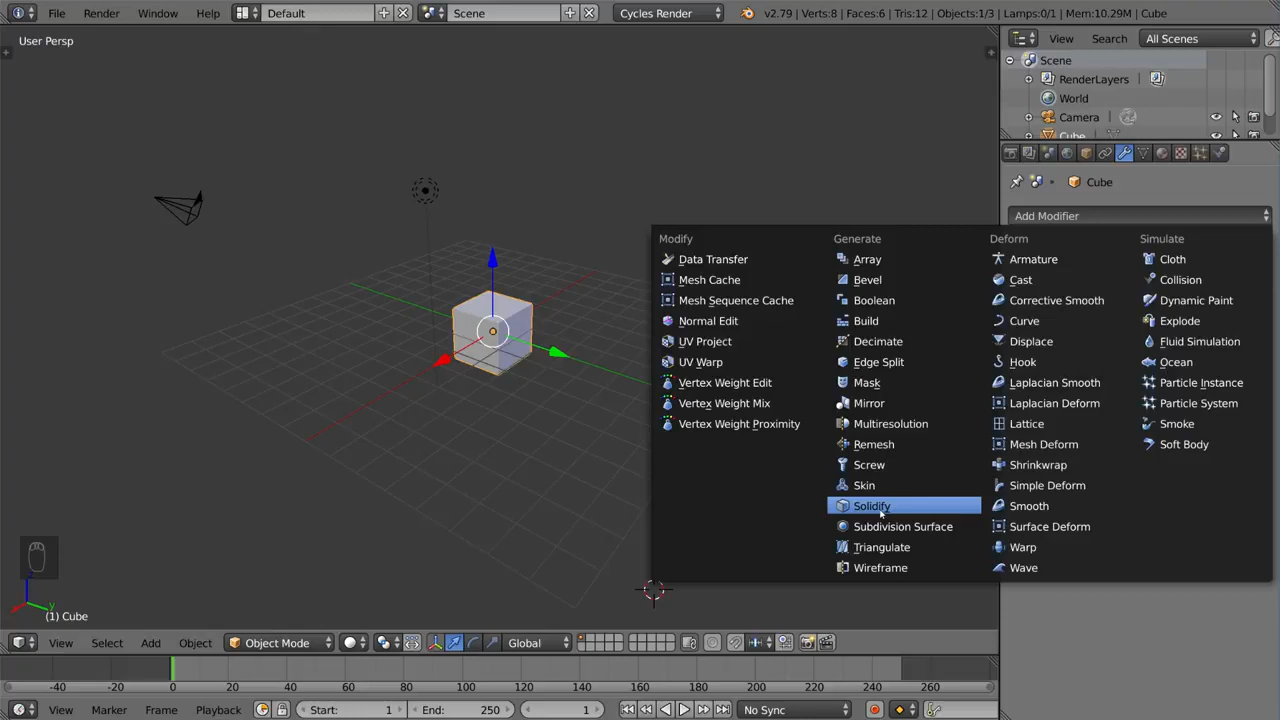 File Render Window Help Default Scene Cycles Render v2.79 | Verts:8 | Faces:6 | Tris:12 | Objects:1/3 | Lamps:0/1 | Mem:10.29M | Cube
User Persp
View Search All Scenes
Scene
RenderLayers
World
Camera
Cube
Cube
Add Modifier
Modify
Data Transfer
Mesh Cache
Mesh Sequence Cache
Normal Edit
UV Project
UV Warp
Vertex Weight Edit
Vertex Weight Mix
Vertex Weight Proximity
Generate
Array
Bevel
Boolean
Build
Decimate
Edge Split
Mask
Mirror
Multiresolution
Remesh
Screw
Skin
Solidify
Subdivision Surface
Triangulate
Wireframe
Deform
Armature
Cast
Corrective Smooth
Curve
Displace
Hook
Laplacian Smooth
Laplacian Deform
Lattice
Mesh Deform
Shrinkwrap
Simple Deform
Smooth
Surface Deform
Warp
Wave
Simulate
Cloth
Collision
Dynamic Paint
Explode
Fluid Simulation
Ocean
Particle Instance
Particle System
Smoke
Soft Body
z
y
(1) Cube
View Select Add Object Object Mode Global
-40 -20 0 20 40 60 80 100 120 140 160 180 200 220 240 260
View Marker Frame Playback Start: 1 End: 250 1 No Sync